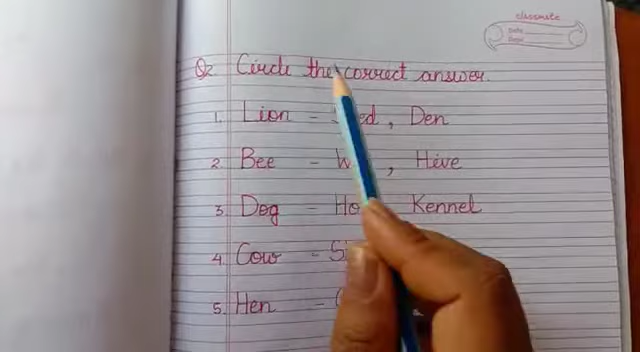 classmate
Date
Page
Q2 Circle the correct answer.
1. Lion - , Den
2. Bee - , Hive
3. Dog - Kennel
4. Cow -
5. Hen -